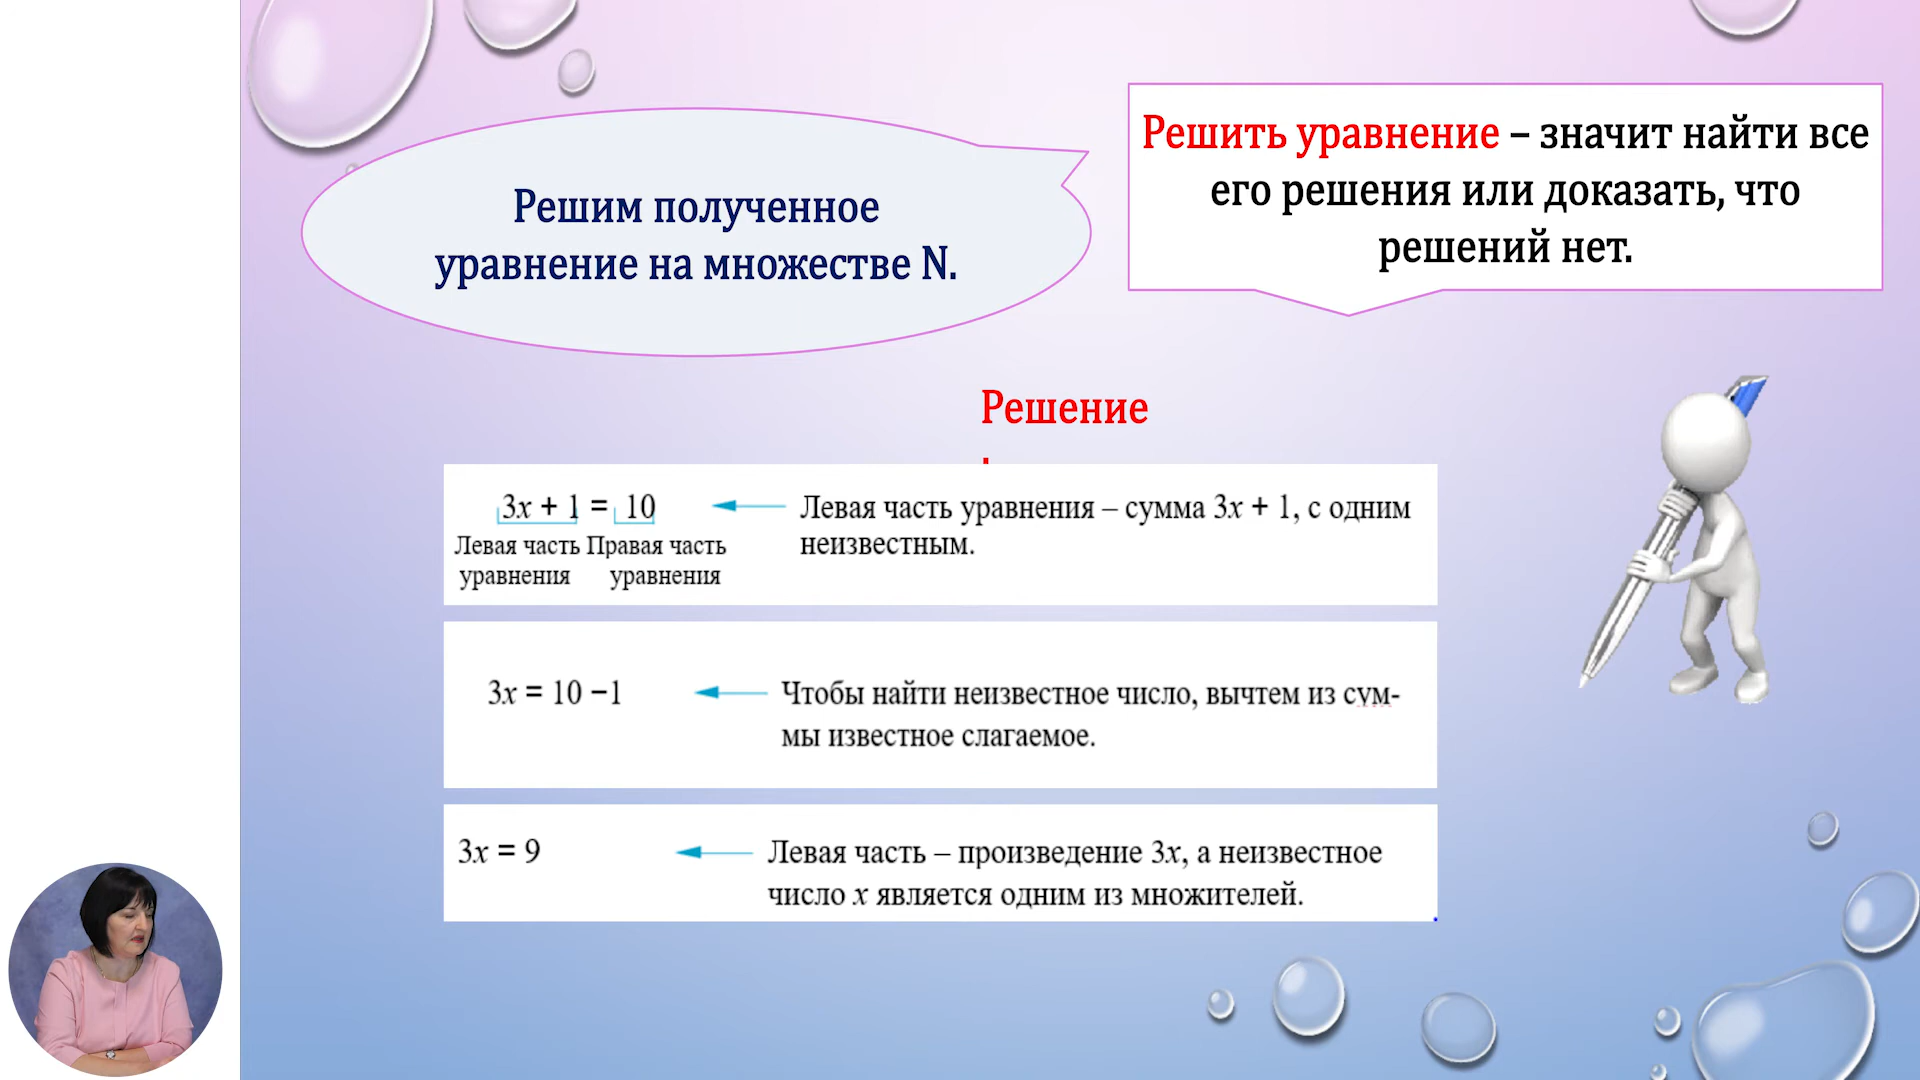 Решим полученное
уравнение на множестве N.
Решить уравнение – значит найти все
его решения или доказать, что
решений нет.
Решение
3x + 1 = 10
Левая часть Правая часть
уравнения уравнения
Левая часть уравнения – сумма 3x + 1, с одним
неизвестным.
3x = 10 −1
Чтобы найти неизвестное число, вычтем из сум-
мы известное слагаемое.
3x = 9
Левая часть – произведение 3x, а неизвестное
число x является одним из множителей.